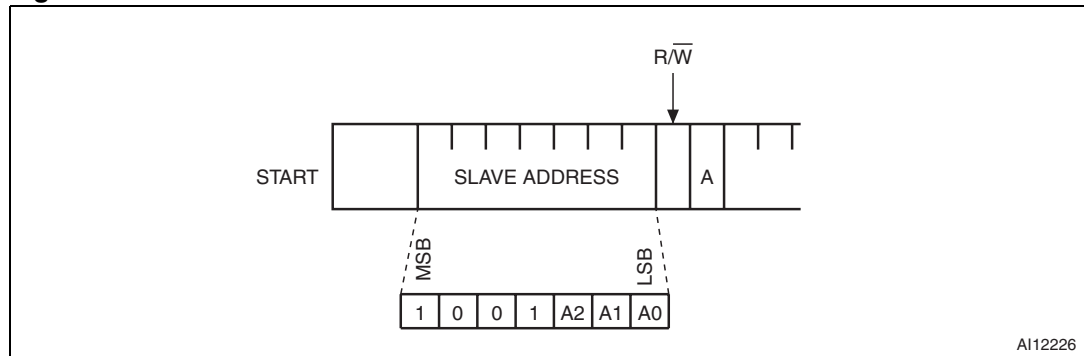 R/W̅
START
SLAVE ADDRESS
A
MSB
LSB
1 0 0 1 A2 A1 A0
AI12226